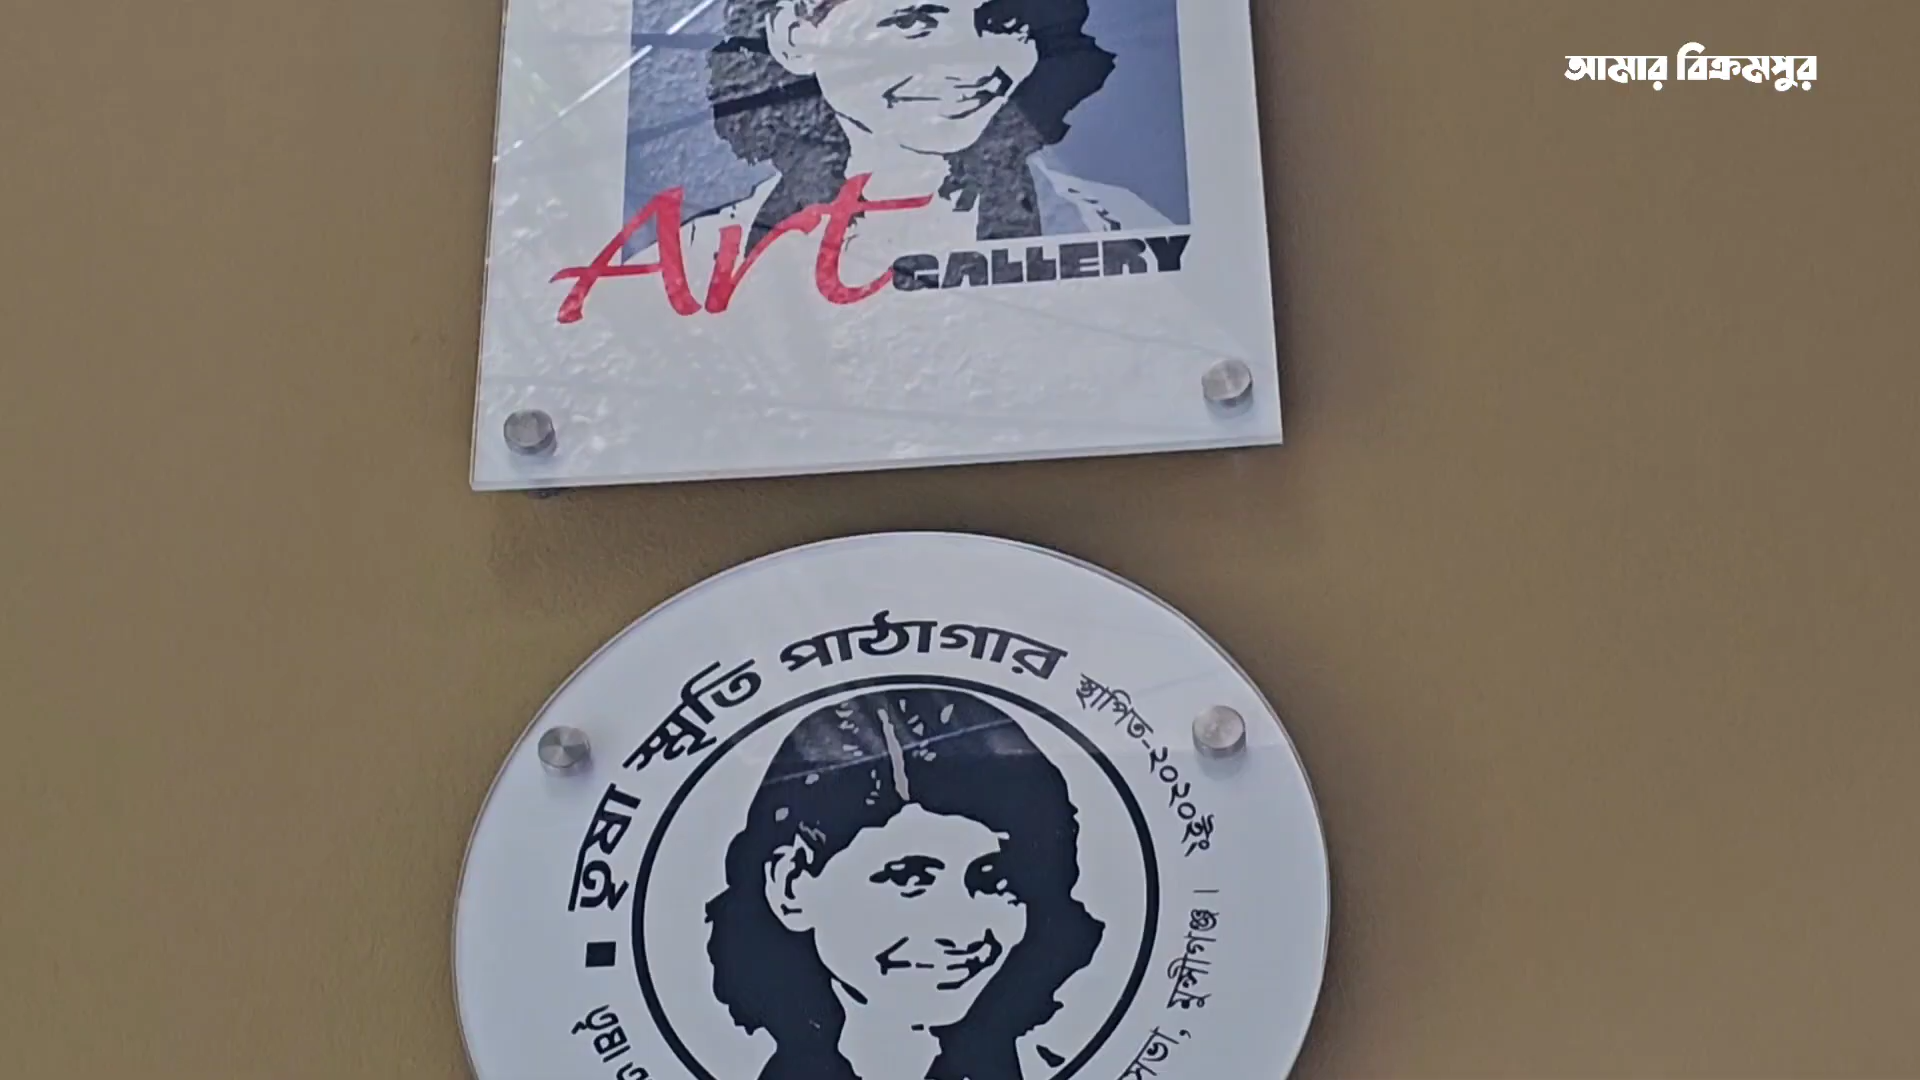 আমার বিক্রমপুর
Art GALLERY
তৃষা স্মৃতি পাঠাগার
স্থাপিত-২০২০ইং
মুন্সীগঞ্জ।